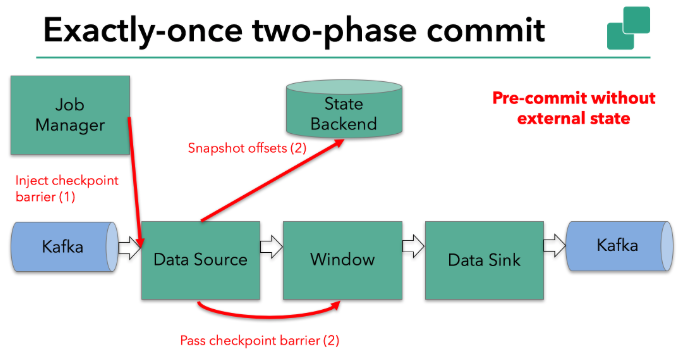 Exactly-once two-phase commit
Job
Manager
State
Backend
Pre-commit without
external state
Snapshot offsets (2)
Inject checkpoint
barrier (1)
Kafka
Data Source
Window
Data Sink
Kafka
Pass checkpoint barrier (2)